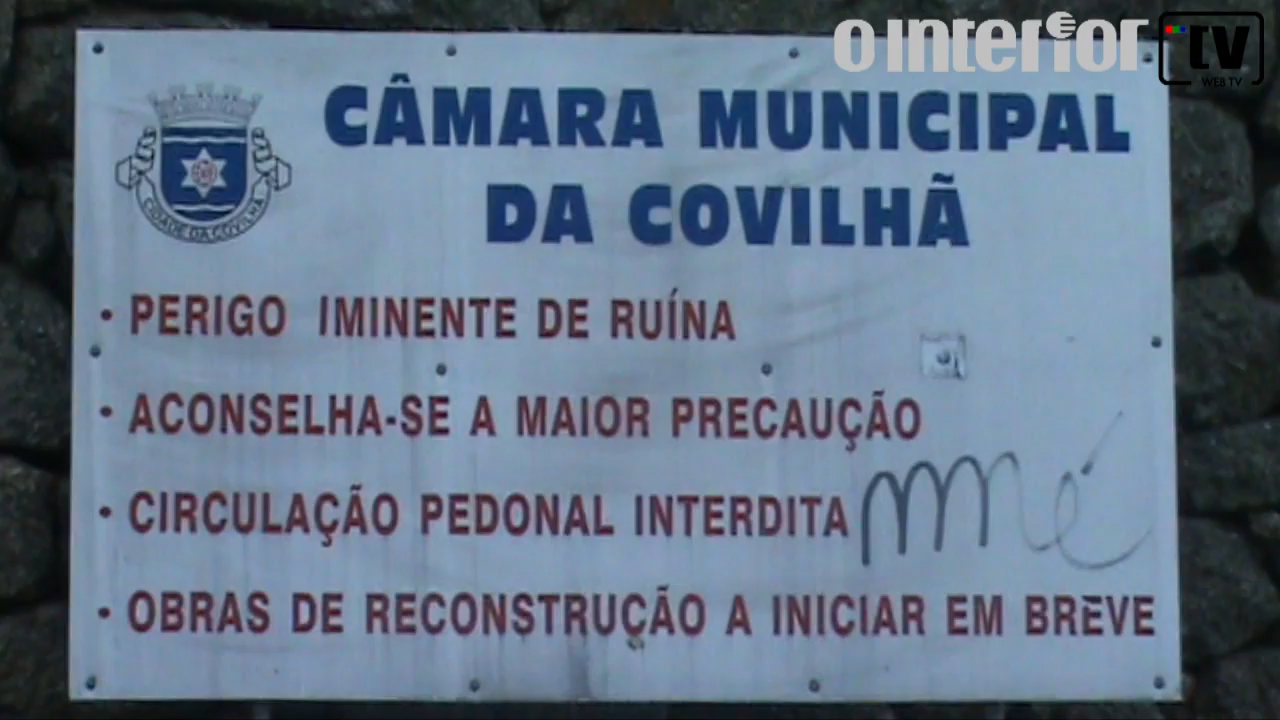 O INTERIOR TV
WEB TV
CÂMARA MUNICIPAL
DA COVILHÃ
CIDADE DA COVILHÃ
· PERIGO IMINENTE DE RUÍNA
· ACONSELHA-SE A MAIOR PRECAUÇÃO
· CIRCULAÇÃO PEDONAL INTERDITA
· OBRAS DE RECONSTRUÇÃO A INICIAR EM BREVE